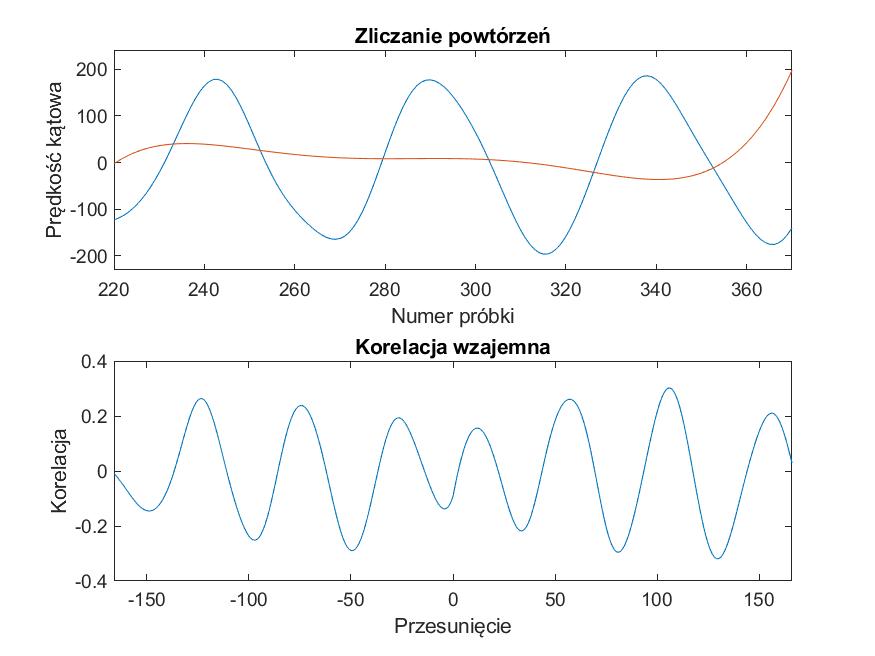 Zliczanie powtórzeń
200
100
0
-100
-200
Prędkość kątowa
220 240 260 280 300 320 340 360
Numer próbki
Korelacja wzajemna
0.4
0.2
0
-0.2
-0.4
Korelacja
-150 -100 -50 0 50 100 150
Przesunięcie